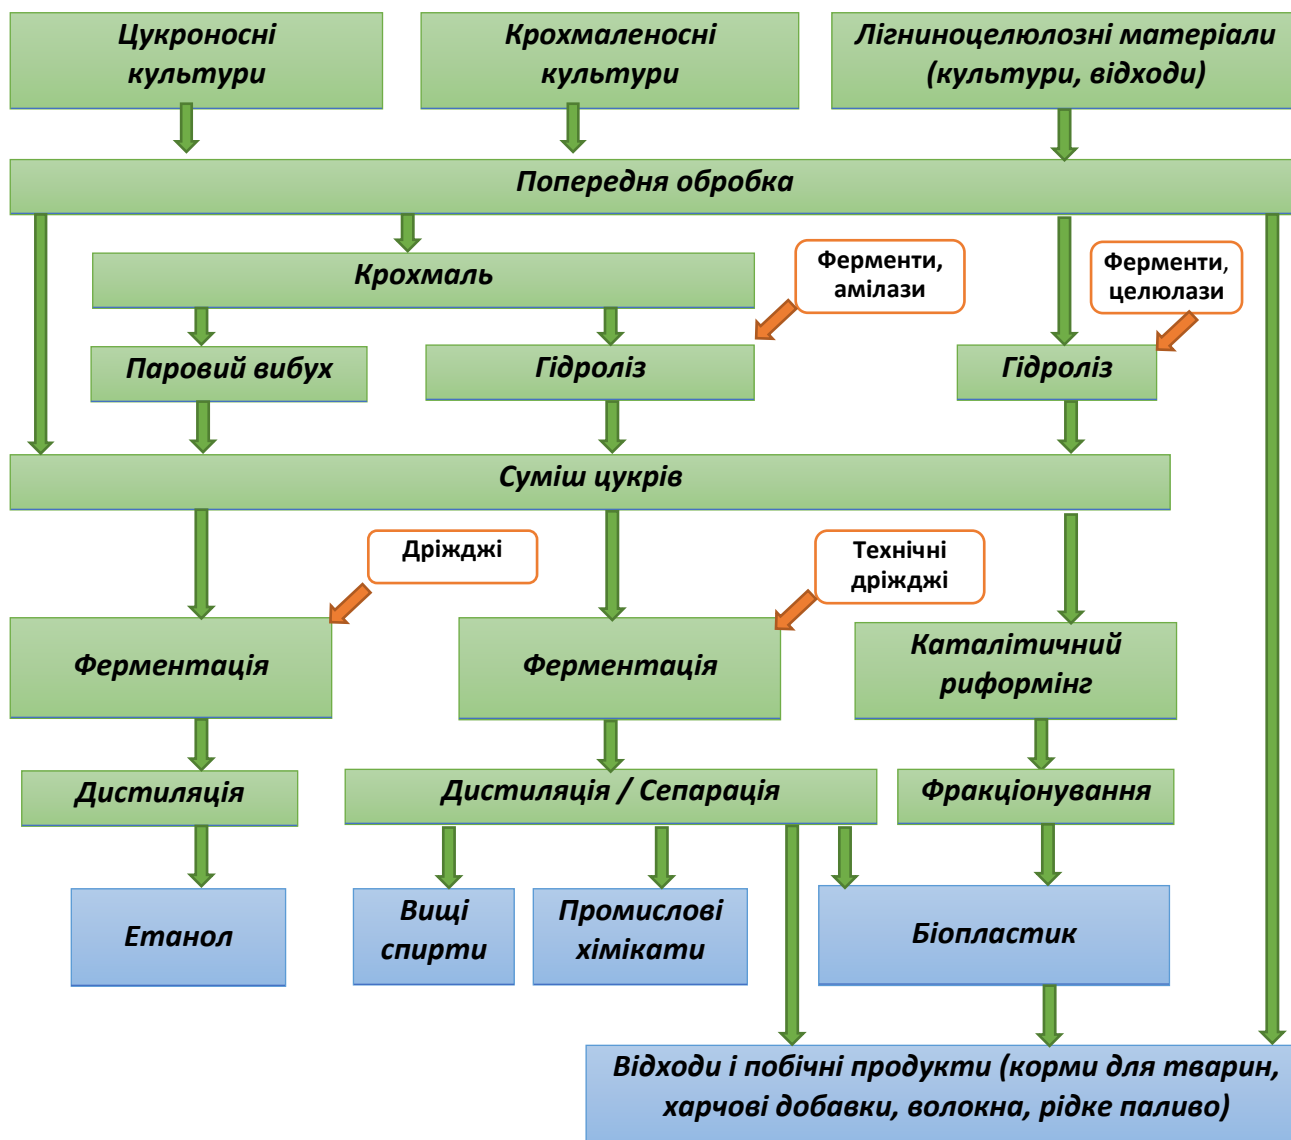 Цукроносні
культури
Крохмаленосні
культури
Лігниноцелюлозні матеріали
(культури, відходи)
Попередня обробка
Крохмаль
Ферменти,
амілази
Ферменти,
целюлази
Паровий вибух
Гідроліз
Гідроліз
Суміш цукрів
Дріжджі
Технічні
дріжджі
Ферментація
Ферментація
Каталітичний
риформінг
Дистиляція
Дистиляція / Сепарація
Фракціонування
Етанол
Вищі
спирти
Промислові
хімікати
Біопластик
Відходи і побічні продукти (корми для тварин,
харчові добавки, волокна, рідке паливо)